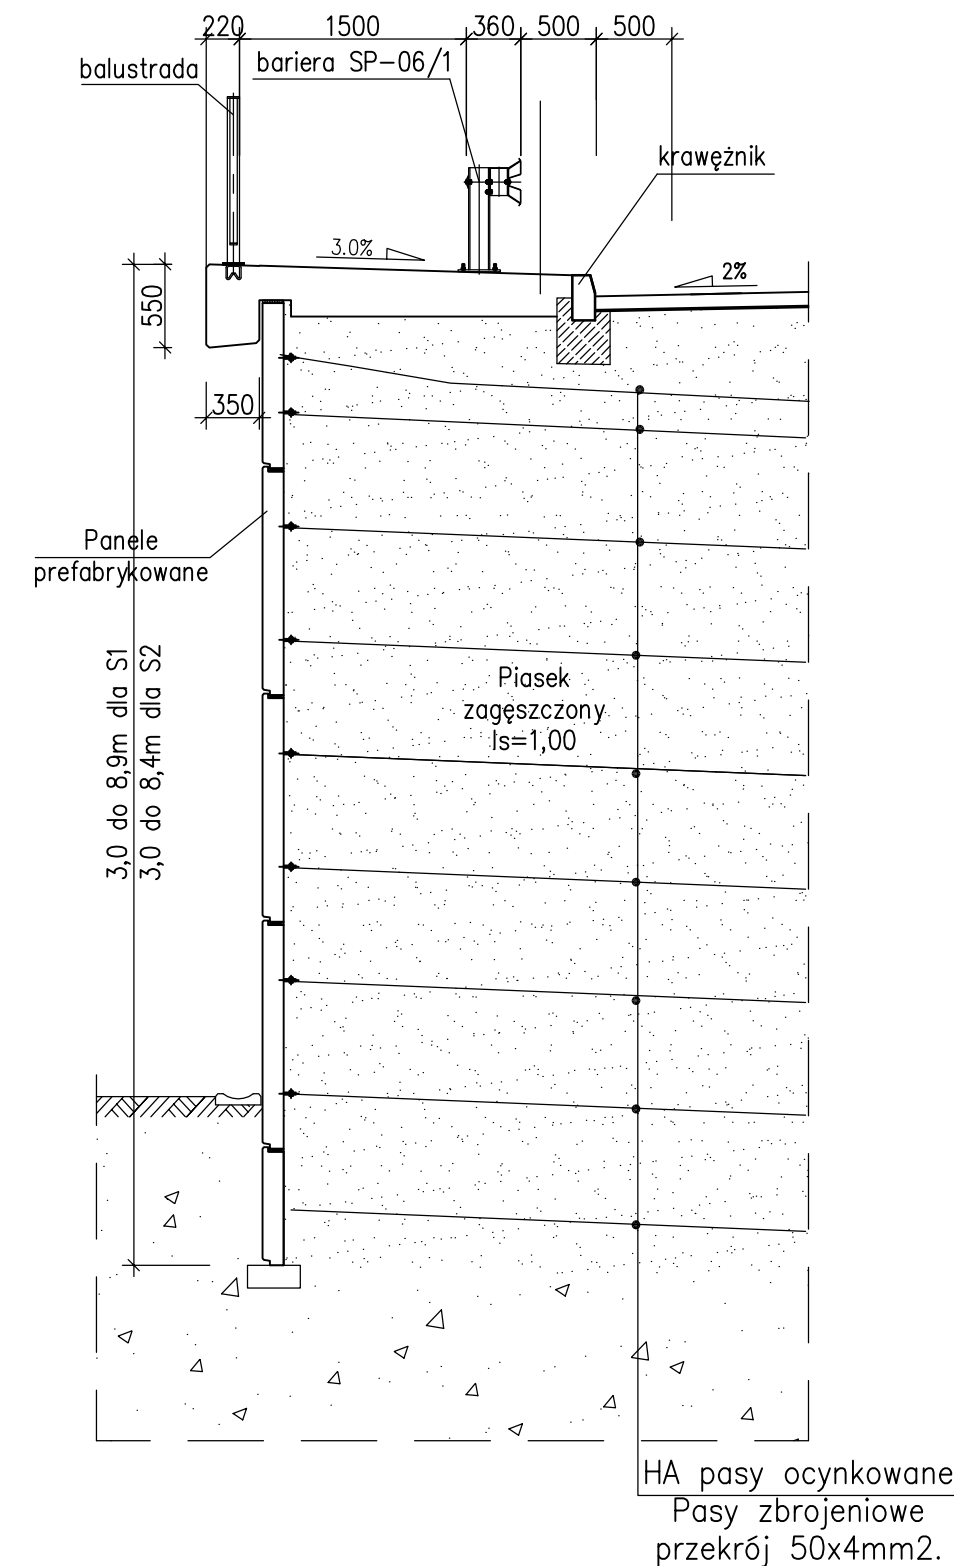 220 1500 360 500 500
balustrada
bariera SP-06/1
krawężnik
3.0%
2%
550
350
Panele
prefabrykowane
3,0 do 8,9m dla S1
3,0 do 8,4m dla S2
Piasek
zagęszczony
Is=1,00
HA pasy ocynkowane
Pasy zbrojeniowe
przekrój 50x4mm2.